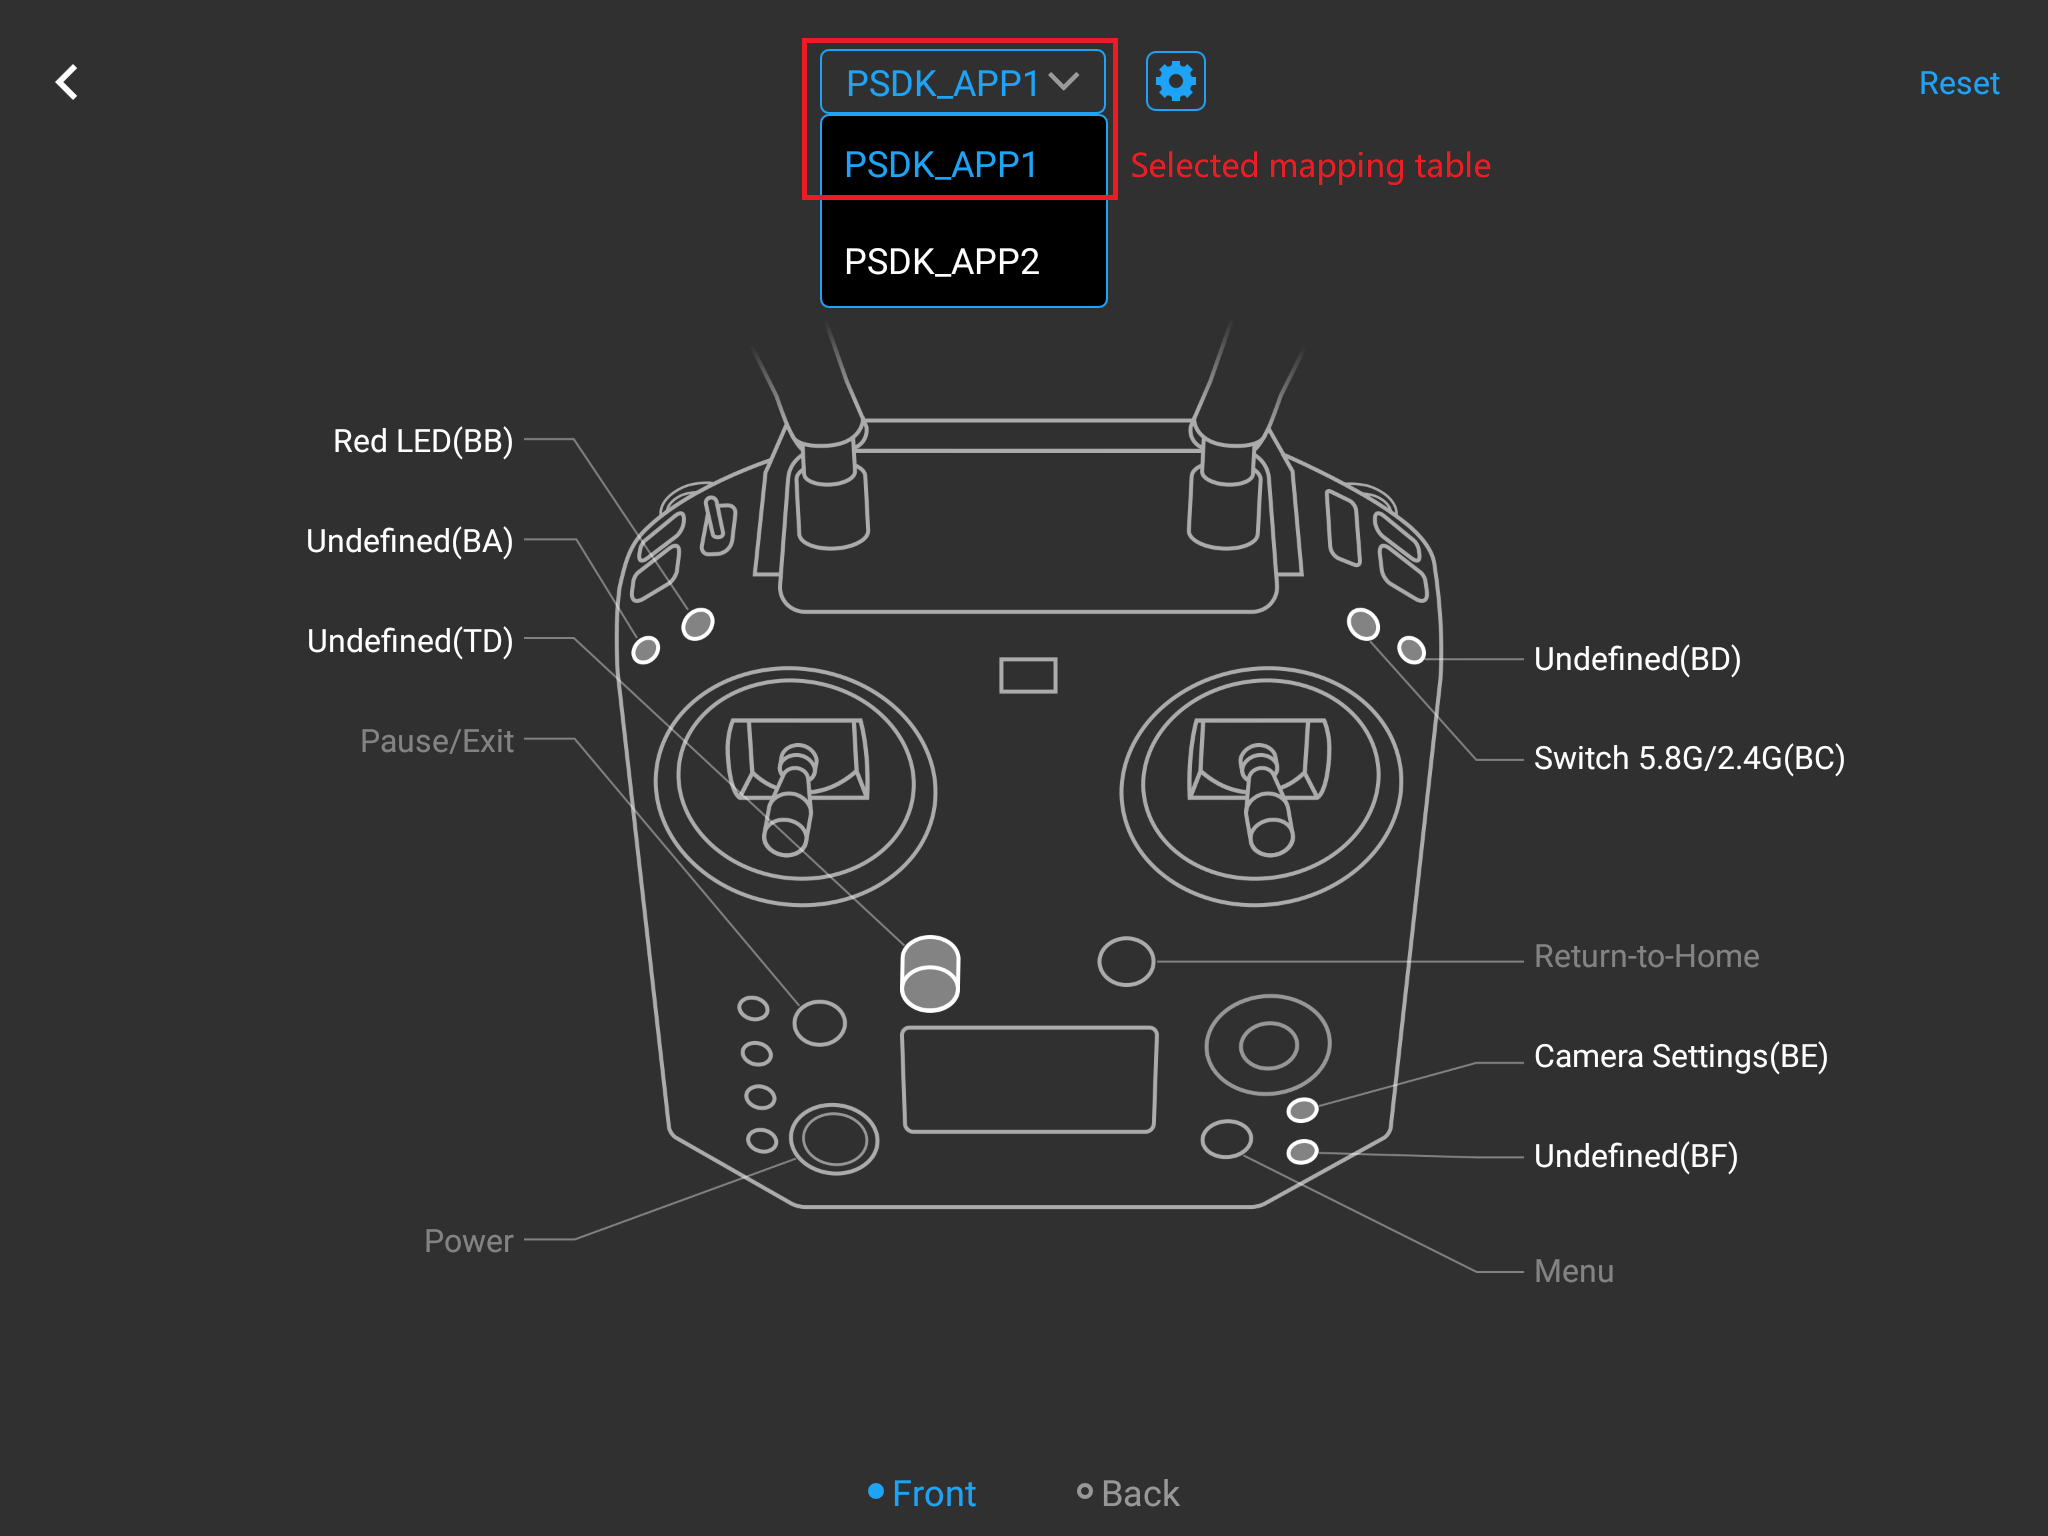 PSDK_APP1
Reset
PSDK_APP1
Selected mapping table
PSDK_APP2
Red LED(BB)
Undefined(BA)
Undefined(TD)
Pause/Exit
Power
Undefined(BD)
Switch 5.8G/2.4G(BC)
Return-to-Home
Camera Settings(BE)
Undefined(BF)
Menu
Front
Back